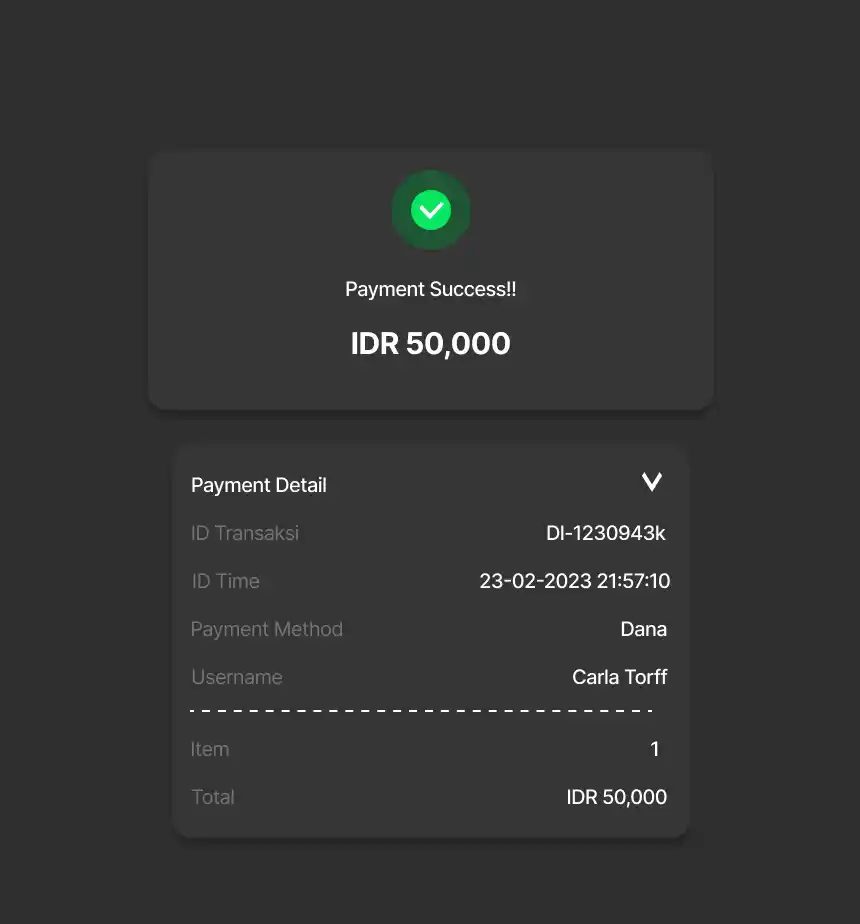 Payment Success!!
IDR 50,000
Payment Detail
ID Transaksi DI-1230943k
ID Time 23-02-2023 21:57:10
Payment Method Dana
Username Carla Torff
Item 1
Total IDR 50,000